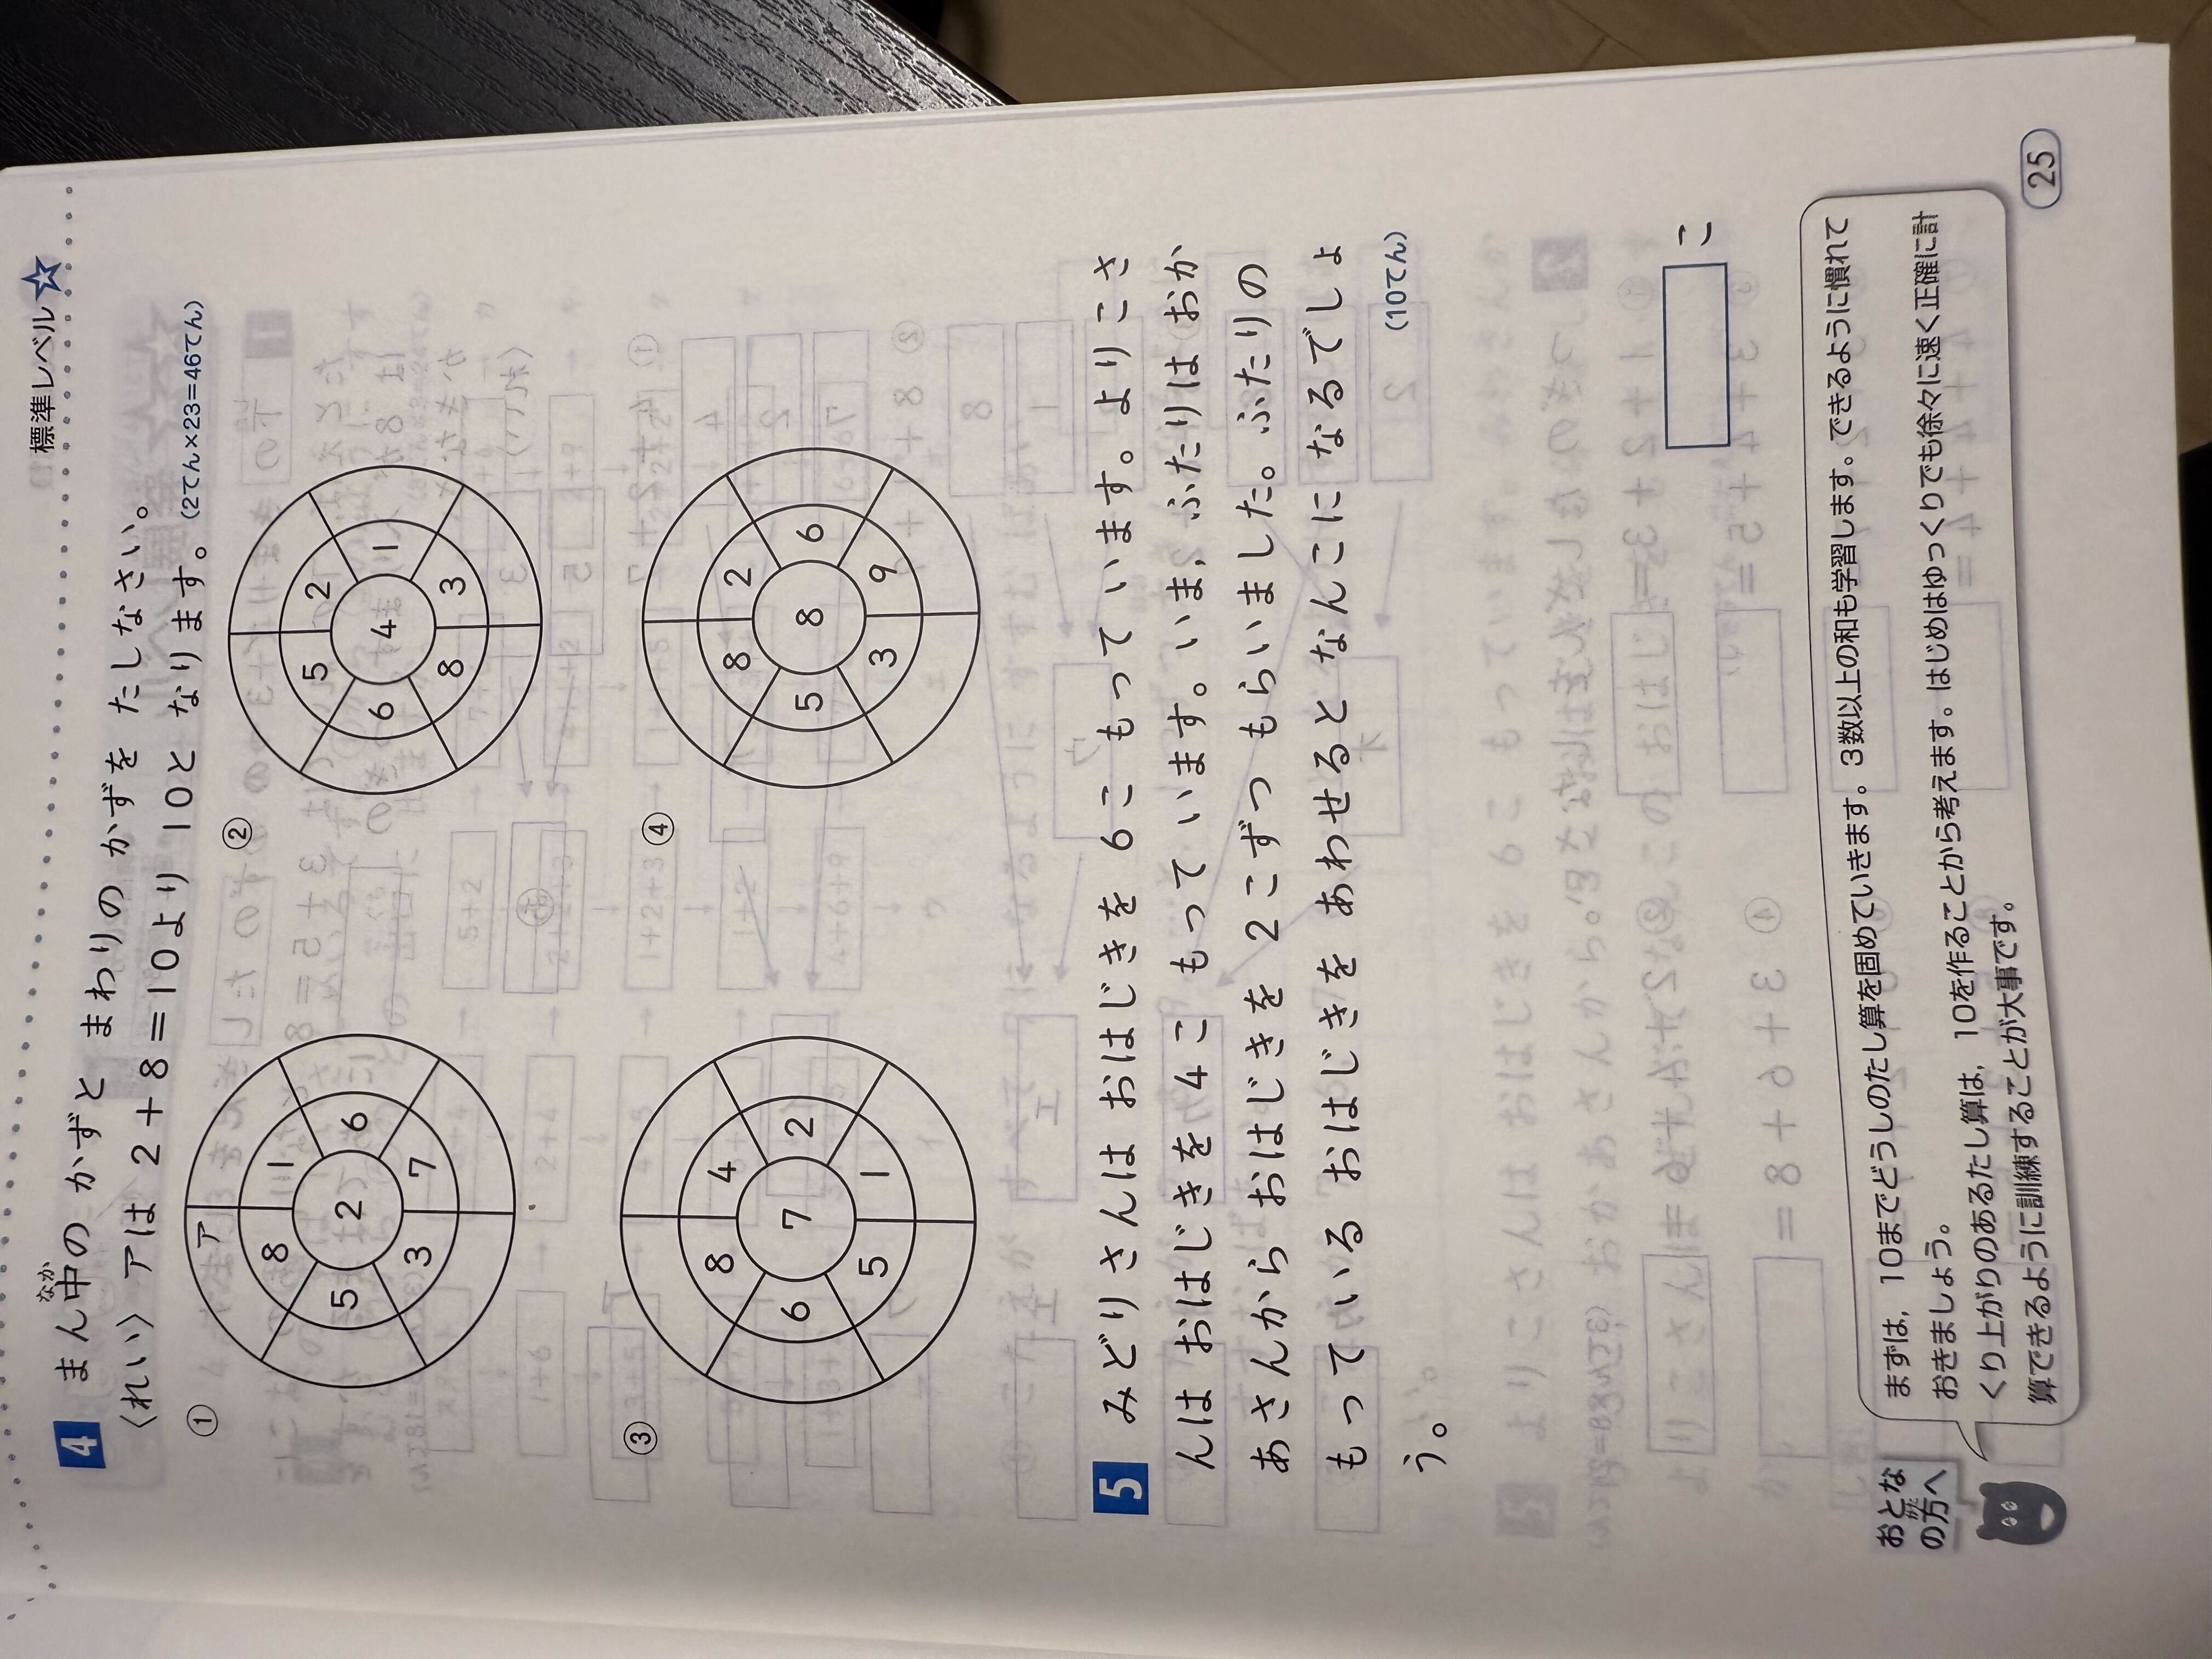 標準レベル
4 まん中のかずと まわりの かずを たしなさい。
なか
〈れい〉アは 2+8=10より 10と なります。 (2てん×23=46てん)
①
ア
8 1
5 2 6
3 7
②
5 2
6 4 1
8 3
③
8 4
6 7 2
5 1
④
8 2
5 8 6
3 9
5 みどりさんは おはじきを 6こ もって います。よりこさ
んは おはじきを 4こ もって います。いま,ふたりは おか
あさんから おはじきを 2こずつ もらいました。ふたりの
もって いる おはじきを あわせると なんこに なるでしょ
う。
(10てん)
こ
おとな
の方へ
まずは,10までどうしのたし算を固めていきます。3数以上の和も学習します。できるように慣れて
おきましょう。
くり上がりのあるたし算は,10を作ることから考えます。はじめはゆっくりでも徐々に速く正確に計
算できるように訓練することが大事です。
25